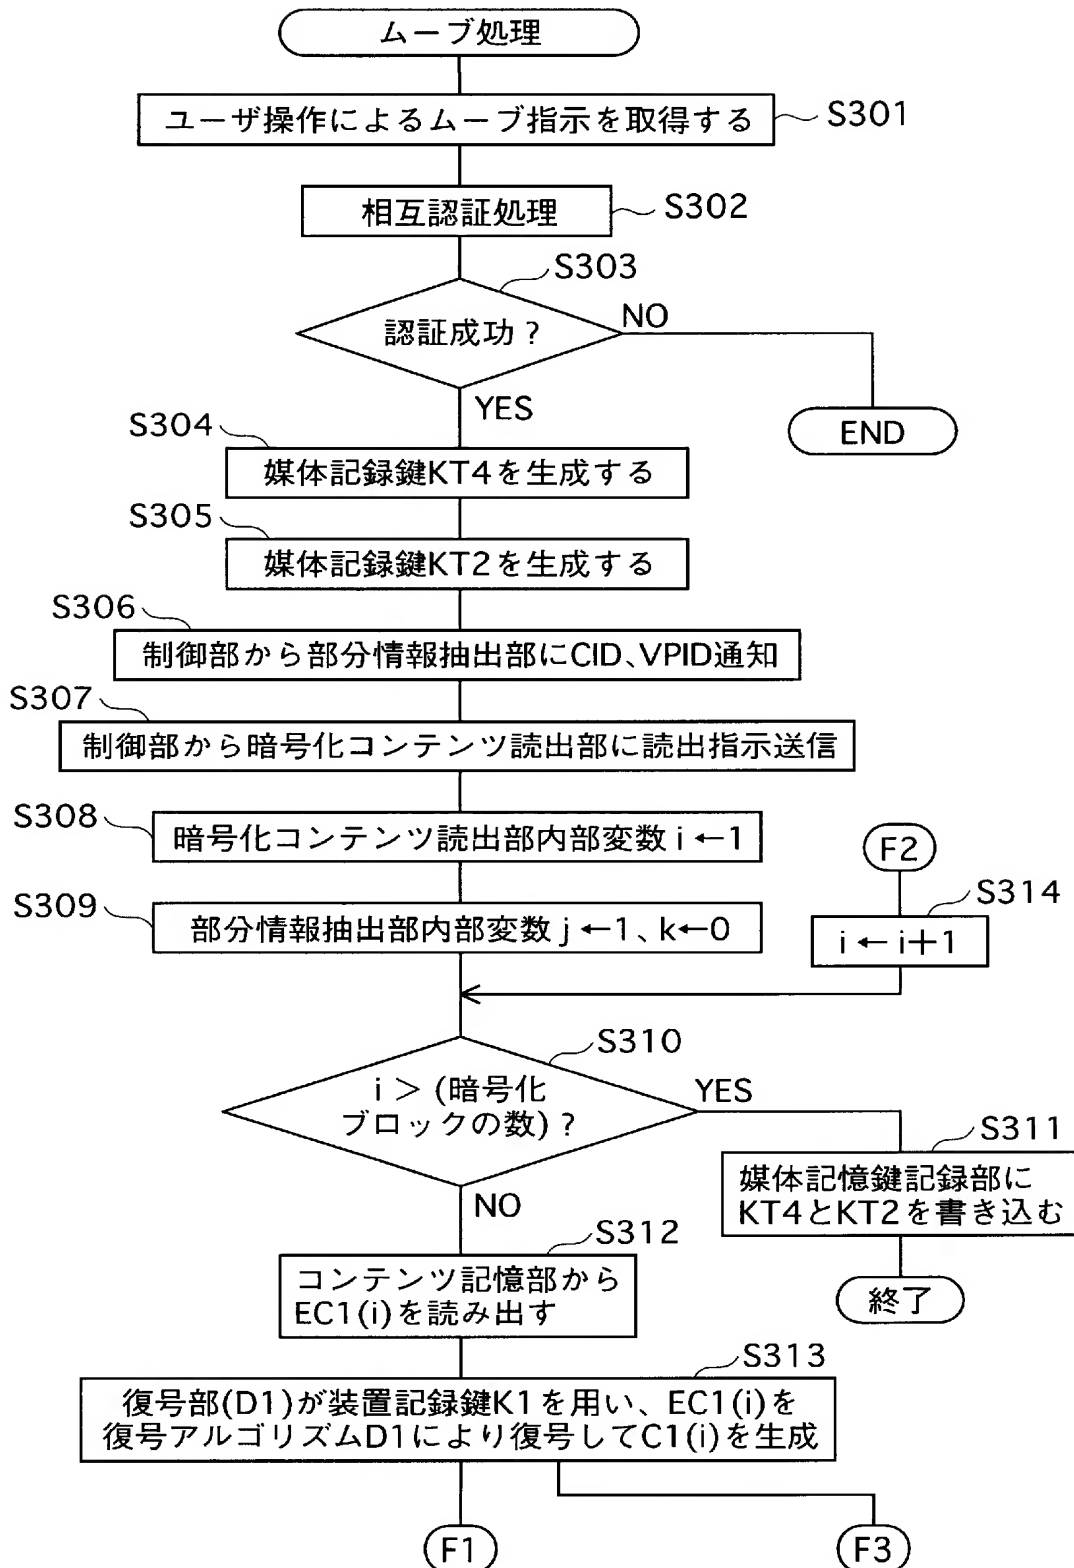 ムーブ処理
ユーザ操作によるムーブ指示を取得する
S301
相互認証処理
S302
S303
認証成功?
NO
YES
END
S304
媒体記録鍵KT4を生成する
S305
媒体記録鍵KT2を生成する
S306
制御部から部分情報抽出部にCID、VPID通知
S307
制御部から暗号化コンテンツ読出部に読出指示送信
S308
暗号化コンテンツ読出部内部変数 i ←1
F2
S309
部分情報抽出部内部変数 j ←1、k←0
S314
i ← i+1
S310
i > (暗号化
ブロックの数)?
YES
NO
S311
媒体記憶鍵記録部に
KT4とKT2を書き込む
終了
S312
コンテンツ記憶部から
EC1(i)を読み出す
S313
復号部(D1)が装置記録鍵K1を用い、EC1(i)を
復号アルゴリズムD1により復号してC1(i)を生成
F1
F3